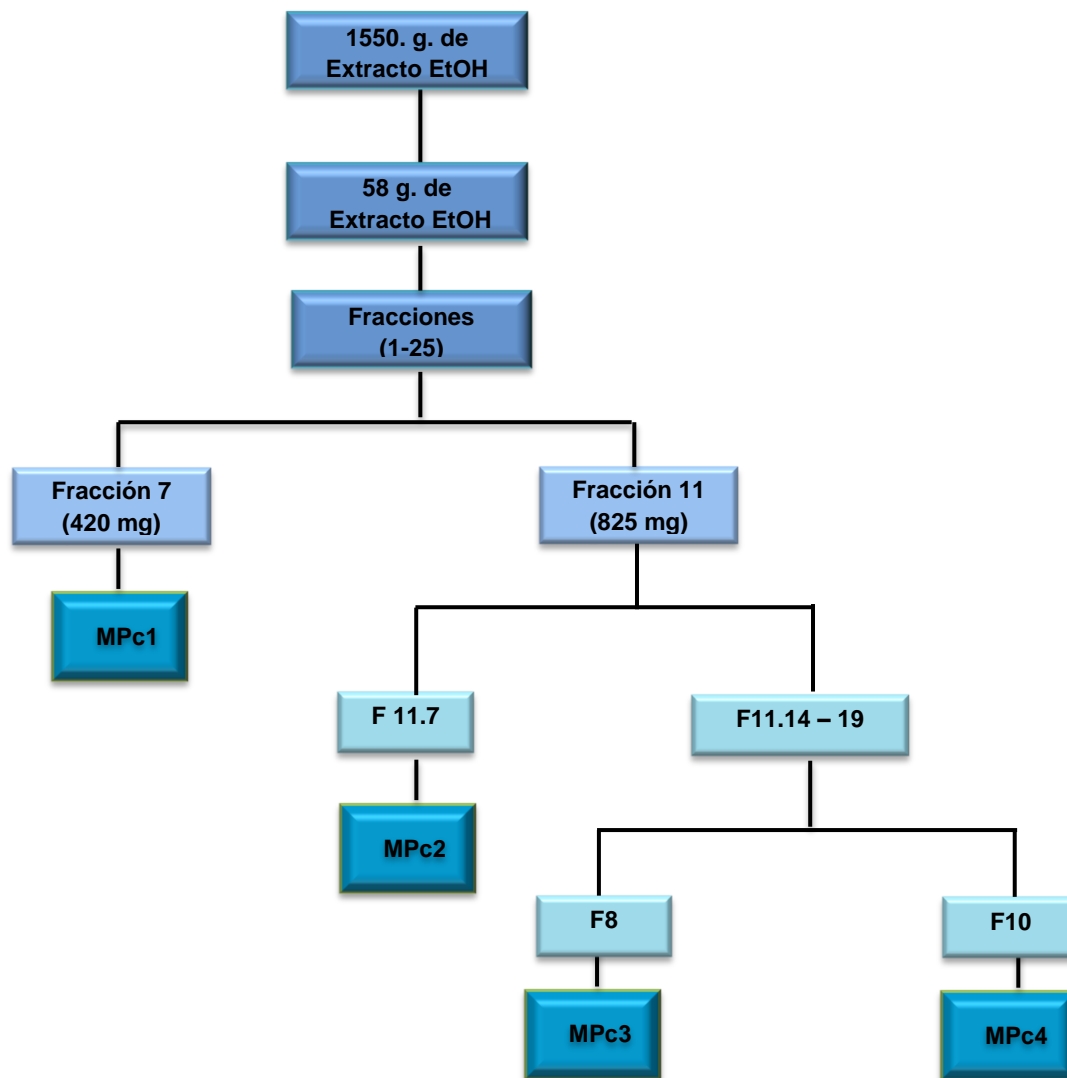 1550. g. de
Extracto EtOH
58 g. de
Extracto EtOH
Fracciones
(1-25)
Fracción 7
(420 mg)
Fracción 11
(825 mg)
MPc1
F 11.7
F11.14 – 19
MPc2
F8
F10
MPc3
MPc4